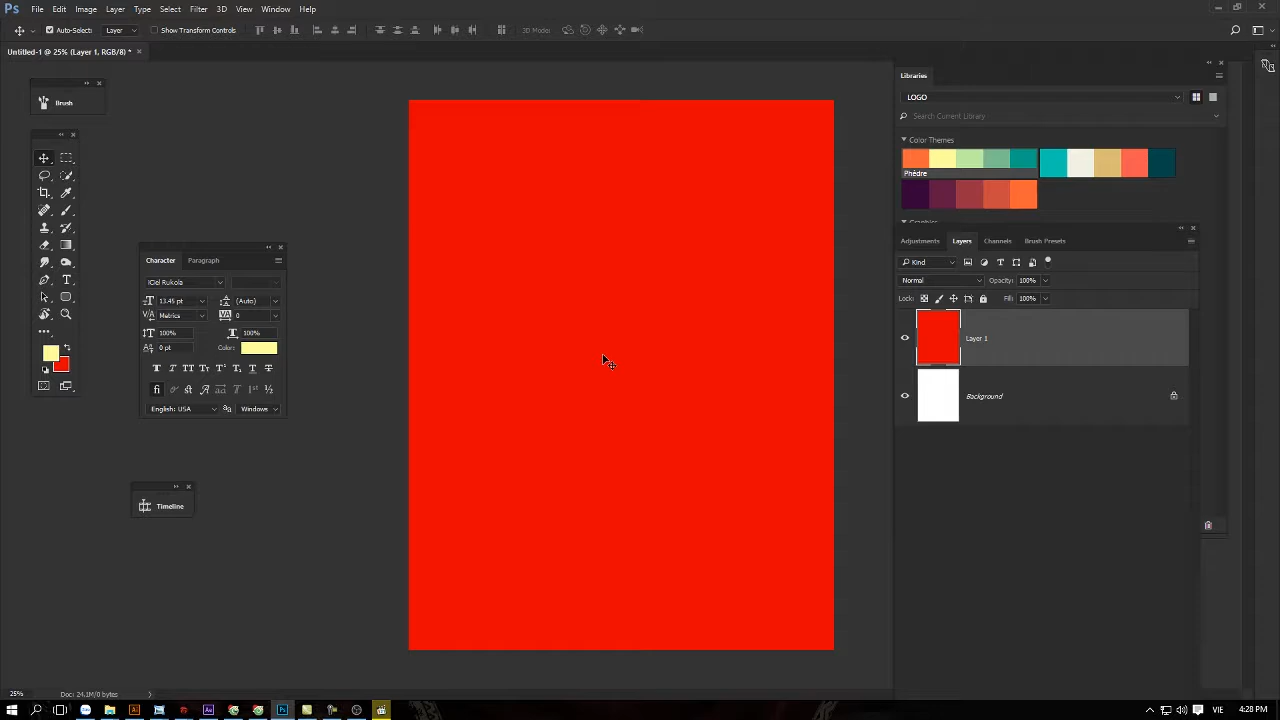 Ps File Edit Image Layer Type Select Filter 3D View Window Help
Auto-Select: Layer Show Transform Controls 3D Mode:
Untitled-1 @ 25% (Layer 1, RGB/8) *
Brush
Character Paragraph
iCiel Rukola
13.45 pt (Auto)
Metrics 0
100% 100%
0 pt Color:
English: USA Windows
Timeline
Libraries
LOGO
Search Current Library
Color Themes
Phédre
Graphics
Adjustments Layers Channels Brush Presets
Kind
Normal Opacity: 100%
Lock: Fill: 100%
Layer 1
Background
25% Doc: 24.1M/0 bytes
VIE 4:28 PM